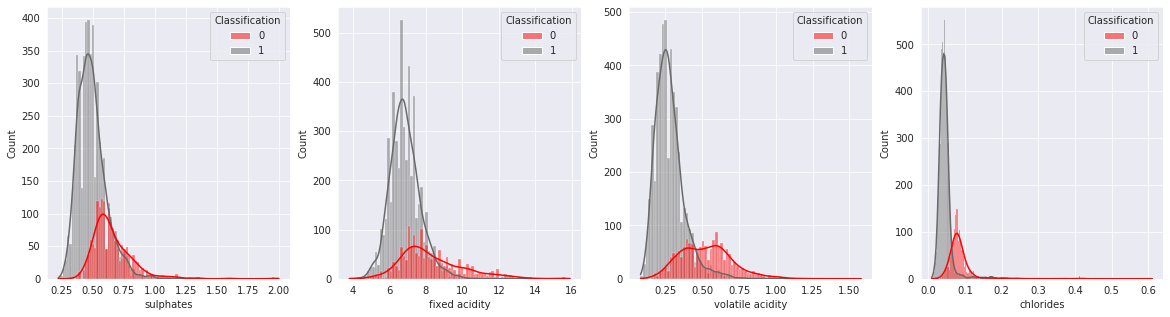 Classification
0
1
Count
400
350
300
250
200
150
100
50
0
0.25 0.50 0.75 1.00 1.25 1.50 1.75 2.00
sulphates
Classification
0
1
Count
500
400
300
200
100
0
4 6 8 10 12 14 16
fixed acidity
Classification
0
1
Count
500
400
300
200
100
0
0.25 0.50 0.75 1.00 1.25 1.50
volatile acidity
Classification
0
1
Count
500
400
300
200
100
0
0.0 0.1 0.2 0.3 0.4 0.5 0.6
chlorides